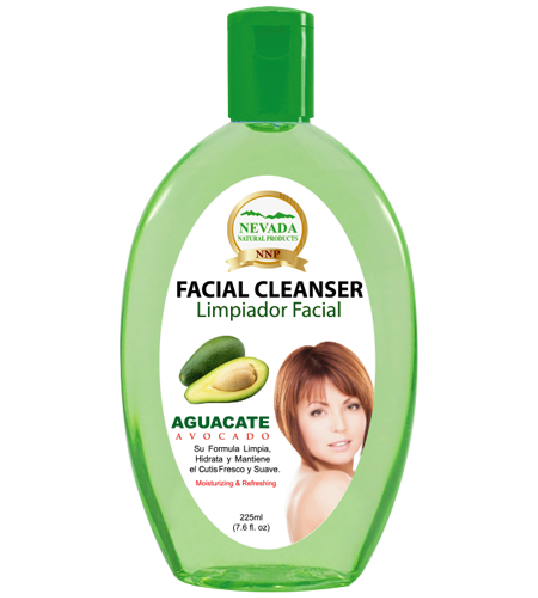 NEVADA
NATURAL PRODUCTS
NNP
FACIAL CLEANSER
Limpiador Facial
AGUACATE
AVOCADO
Su Formula Limpia,
Hidrata y Mantiene
el Cutis Fresco y Suave.
Moisturizing & Refreshing
225ml
(7.6 fl. oz)